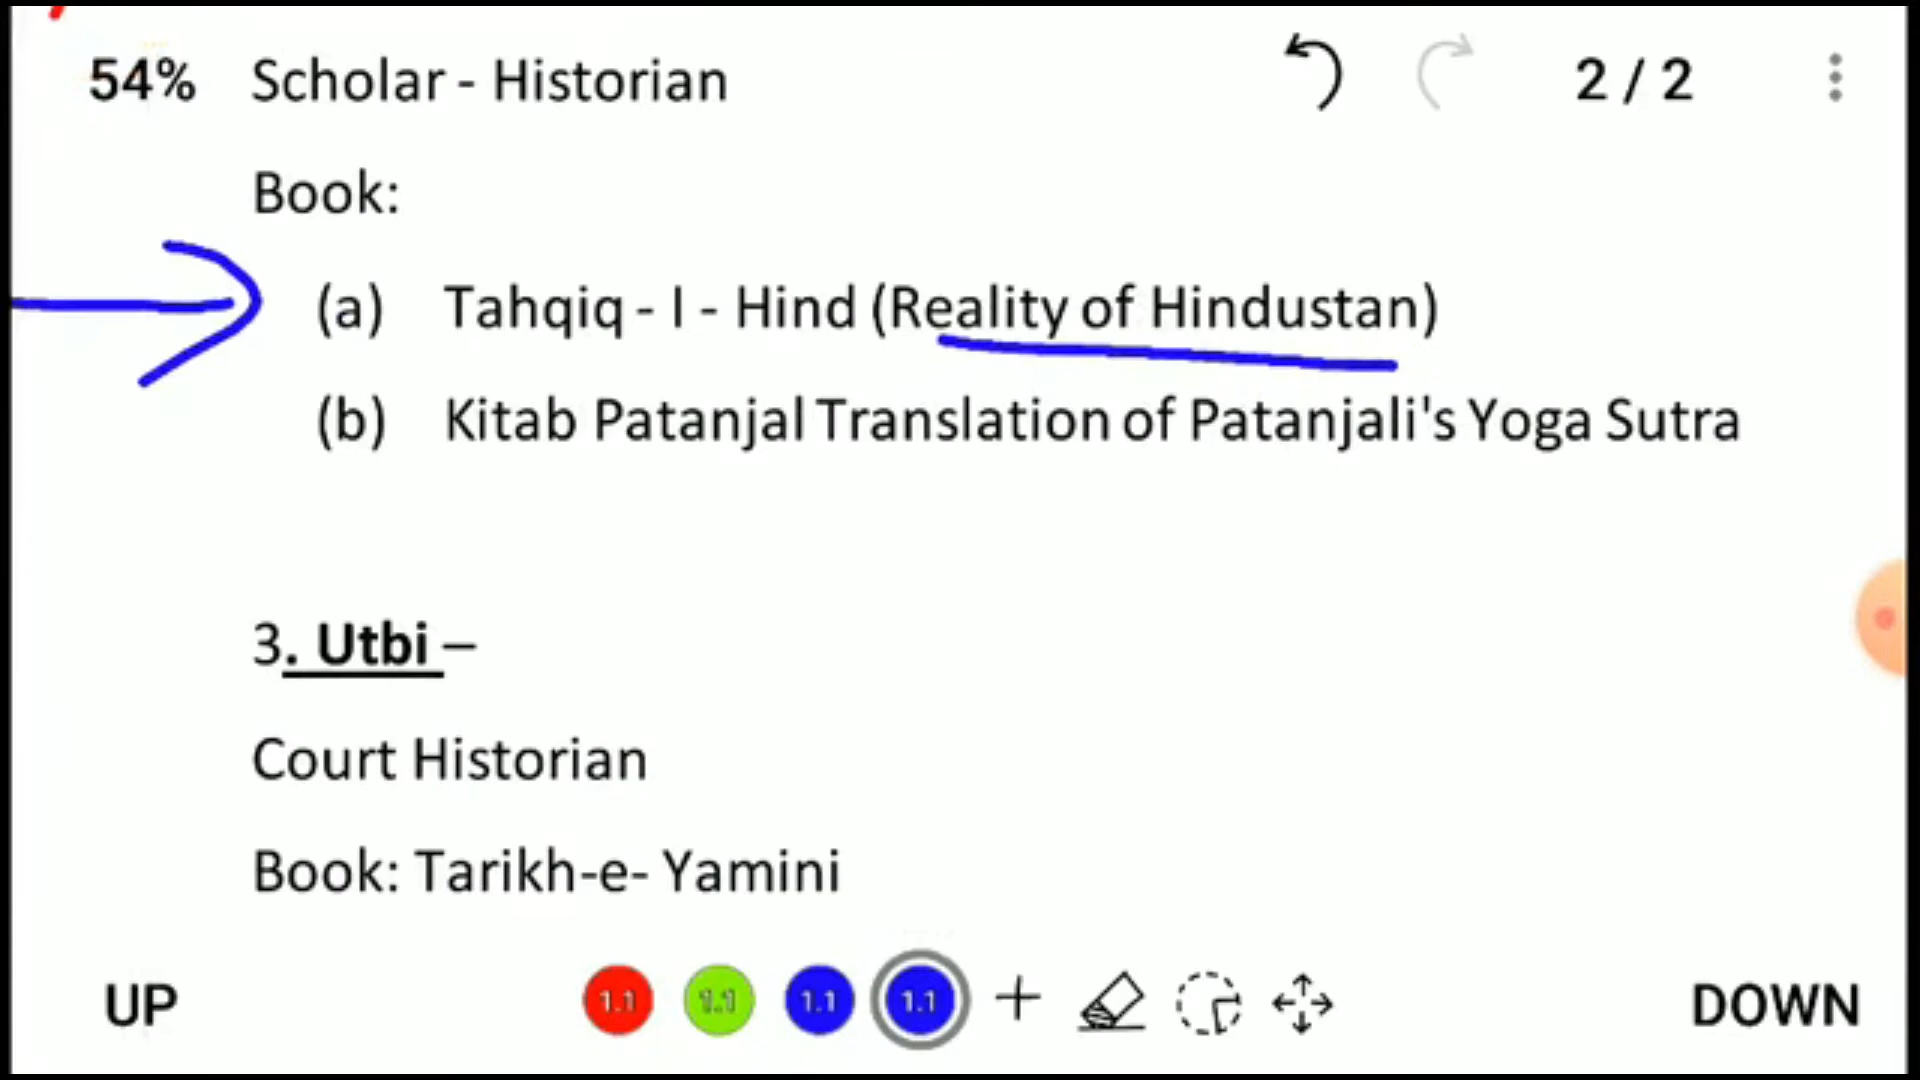 54% Scholar - Historian 2 / 2
Book:
(a) Tahqiq - I - Hind (Reality of Hindustan)
(b) Kitab Patanjal Translation of Patanjali's Yoga Sutra
3. Utbi –
Court Historian
Book: Tarikh-e- Yamini
UP 1.1 1.1 1.1 1.1 DOWN